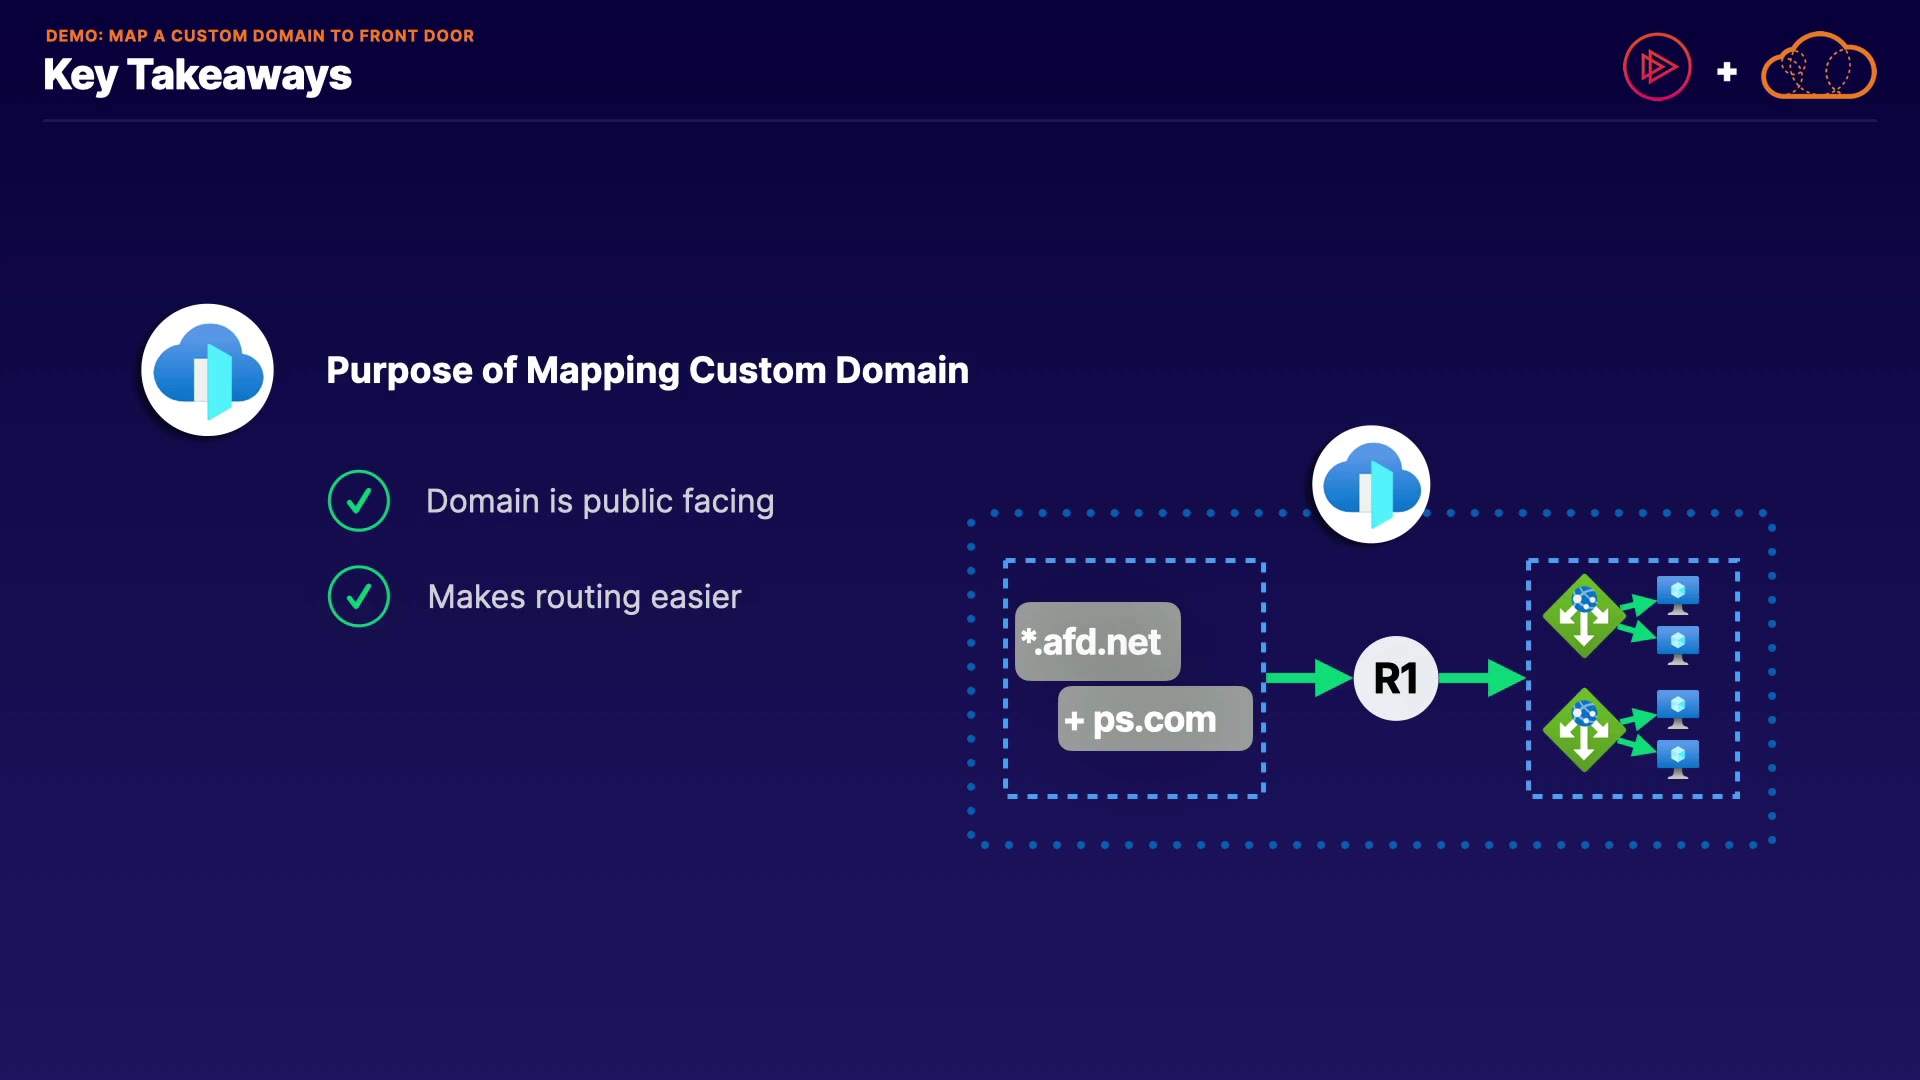 DEMO: MAP A CUSTOM DOMAIN TO FRONT DOOR
Key Takeaways
+
Purpose of Mapping Custom Domain
Domain is public facing
Makes routing easier
*.afd.net
+ ps.com
R1